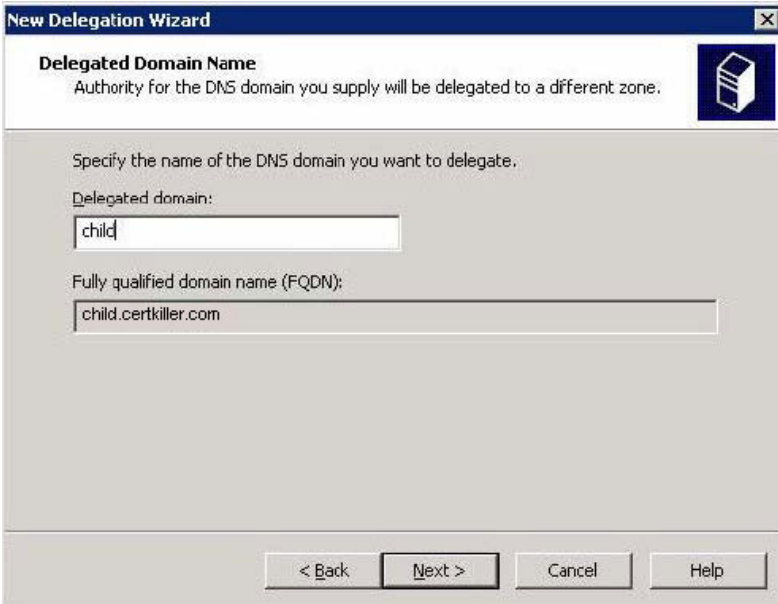 New Delegation Wizard
Delegated Domain Name
Authority for the DNS domain you supply will be delegated to a different zone.
Specify the name of the DNS domain you want to delegate.
Delegated domain:
child
Fully qualified domain name (FQDN):
child.certkiller.com
< Back Next > Cancel Help